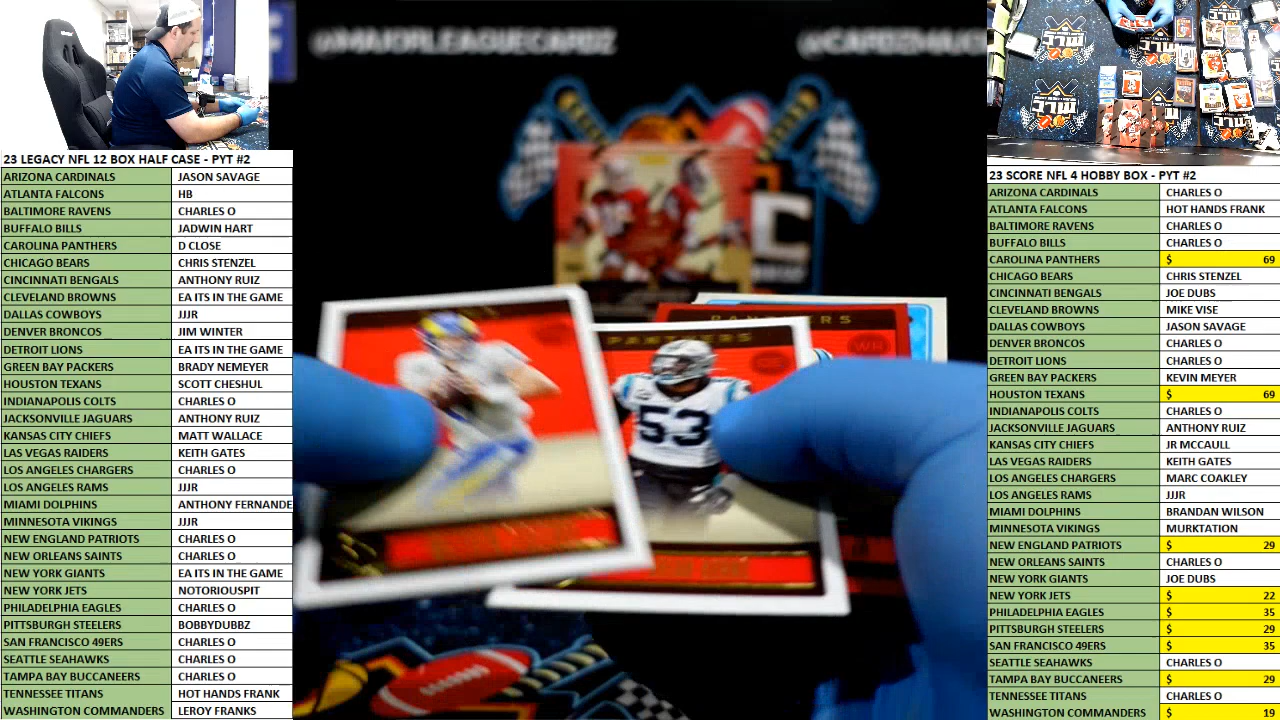 @MAJORLEAGUECARDZ
23 LEGACY NFL 12 BOX HALF CASE - PYT #2
ARIZONA CARDINALS JASON SAVAGE
ATLANTA FALCONS HB
BALTIMORE RAVENS CHARLES O
BUFFALO BILLS JADWIN HART
CAROLINA PANTHERS D CLOSE
CHICAGO BEARS CHRIS STENZEL
CINCINNATI BENGALS ANTHONY RUIZ
CLEVELAND BROWNS EA ITS IN THE GAME
DALLAS COWBOYS JJJR
DENVER BRONCOS JIM WINTER
DETROIT LIONS EA ITS IN THE GAME
GREEN BAY PACKERS BRADY NEMEYER
HOUSTON TEXANS SCOTT CHESHUL
INDIANAPOLIS COLTS CHARLES O
JACKSONVILLE JAGUARS ANTHONY RUIZ
KANSAS CITY CHIEFS MATT WALLACE
LAS VEGAS RAIDERS KEITH GATES
LOS ANGELES CHARGERS CHARLES O
LOS ANGELES RAMS JJJR
MIAMI DOLPHINS ANTHONY FERNANDE
MINNESOTA VIKINGS JJJR
NEW ENGLAND PATRIOTS CHARLES O
NEW ORLEANS SAINTS CHARLES O
NEW YORK GIANTS EA ITS IN THE GAME
NEW YORK JETS NOTORIOUSPIT
PHILADELPHIA EAGLES CHARLES O
PITTSBURGH STEELERS BOBBYDUBBZ
SAN FRANCISCO 49ERS CHARLES O
SEATTLE SEAHAWKS CHARLES O
TAMPA BAY BUCCANEERS CHARLES O
TENNESSEE TITANS HOT HANDS FRANK
WASHINGTON COMMANDERS LEROY FRANKS
PANTHERS
WR
PANTHERS
53
23 SCORE NFL 4 HOBBY BOX - PYT #2
ARIZONA CARDINALS CHARLES O
ATLANTA FALCONS HOT HANDS FRANK
BALTIMORE RAVENS CHARLES O
BUFFALO BILLS CHARLES O
CAROLINA PANTHERS $ 69
CHICAGO BEARS CHRIS STENZEL
CINCINNATI BENGALS JOE DUBS
CLEVELAND BROWNS MIKE VISE
DALLAS COWBOYS JASON SAVAGE
DENVER BRONCOS CHARLES O
DETROIT LIONS CHARLES O
GREEN BAY PACKERS KEVIN MEYER
HOUSTON TEXANS $ 69
INDIANAPOLIS COLTS CHARLES O
JACKSONVILLE JAGUARS ANTHONY RUIZ
KANSAS CITY CHIEFS JR MCCAULL
LAS VEGAS RAIDERS KEITH GATES
LOS ANGELES CHARGERS MARC COAKLEY
LOS ANGELES RAMS JJJR
MIAMI DOLPHINS BRANDAN WILSON
MINNESOTA VIKINGS MURKTATION
NEW ENGLAND PATRIOTS $ 29
NEW ORLEANS SAINTS CHARLES O
NEW YORK GIANTS JOE DUBS
NEW YORK JETS $ 22
PHILADELPHIA EAGLES $ 35
PITTSBURGH STEELERS $ 29
SAN FRANCISCO 49ERS $ 35
SEATTLE SEAHAWKS CHARLES O
TAMPA BAY BUCCANEERS $ 29
TENNESSEE TITANS CHARLES O
WASHINGTON COMMANDERS $ 19